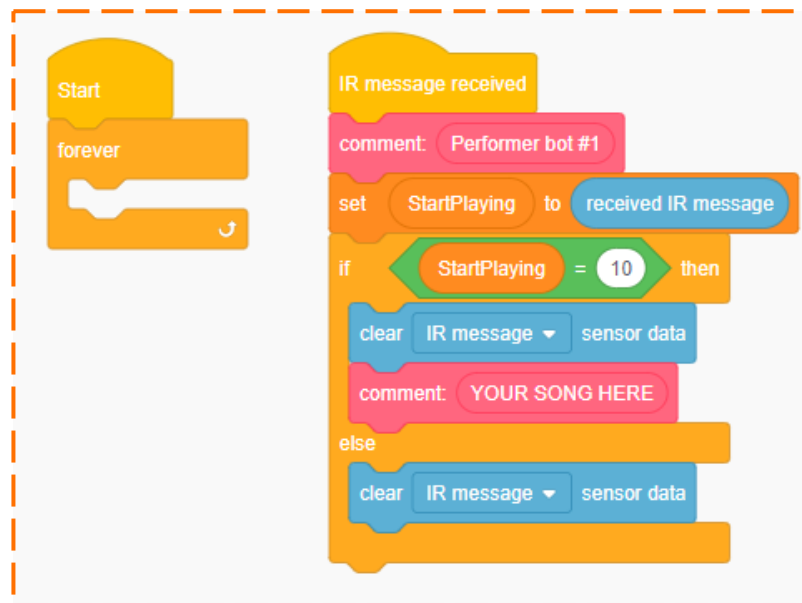 Start
forever
IR message received
comment: Performer bot #1
set StartPlaying to received IR message
if StartPlaying = 10 then
clear IR message sensor data
comment: YOUR SONG HERE
else
clear IR message sensor data